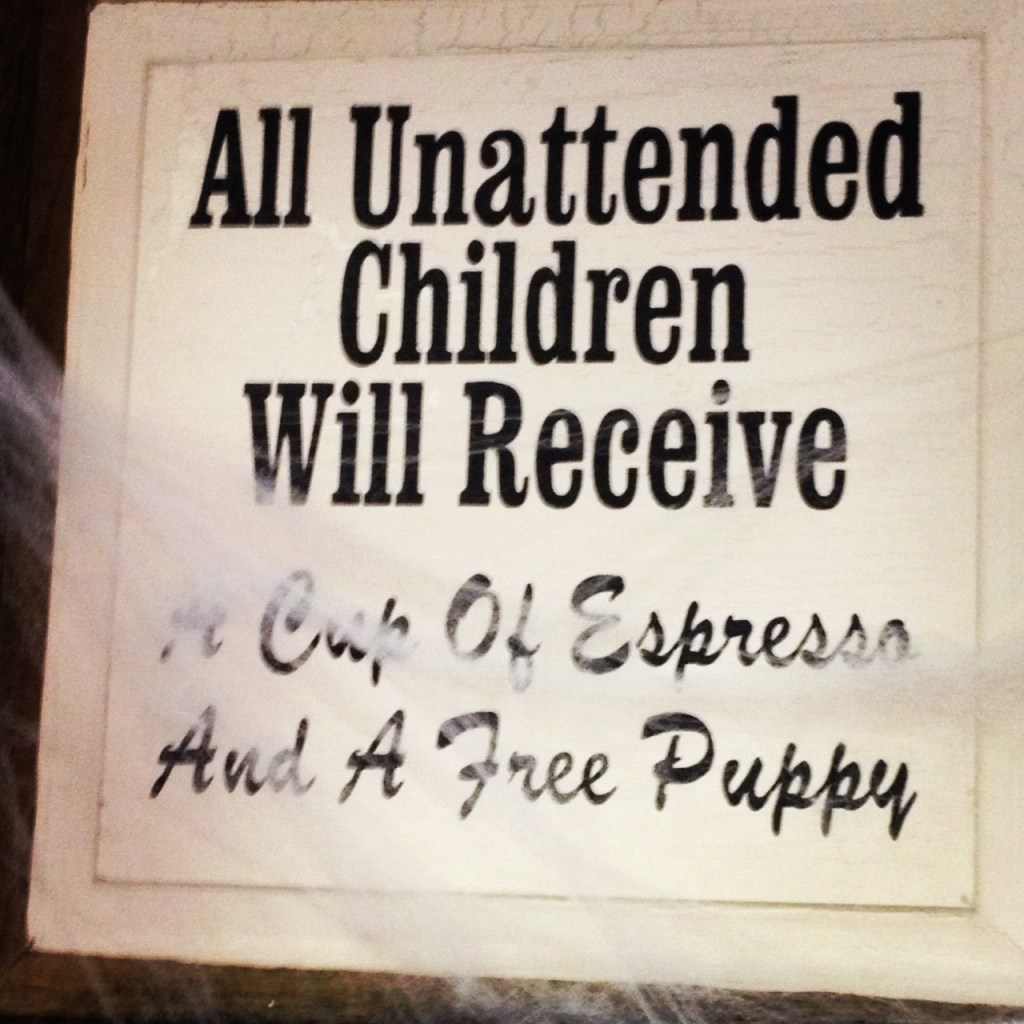 All Unattended
Children
Will Receive
A Cup Of Espresso
And A Free Puppy